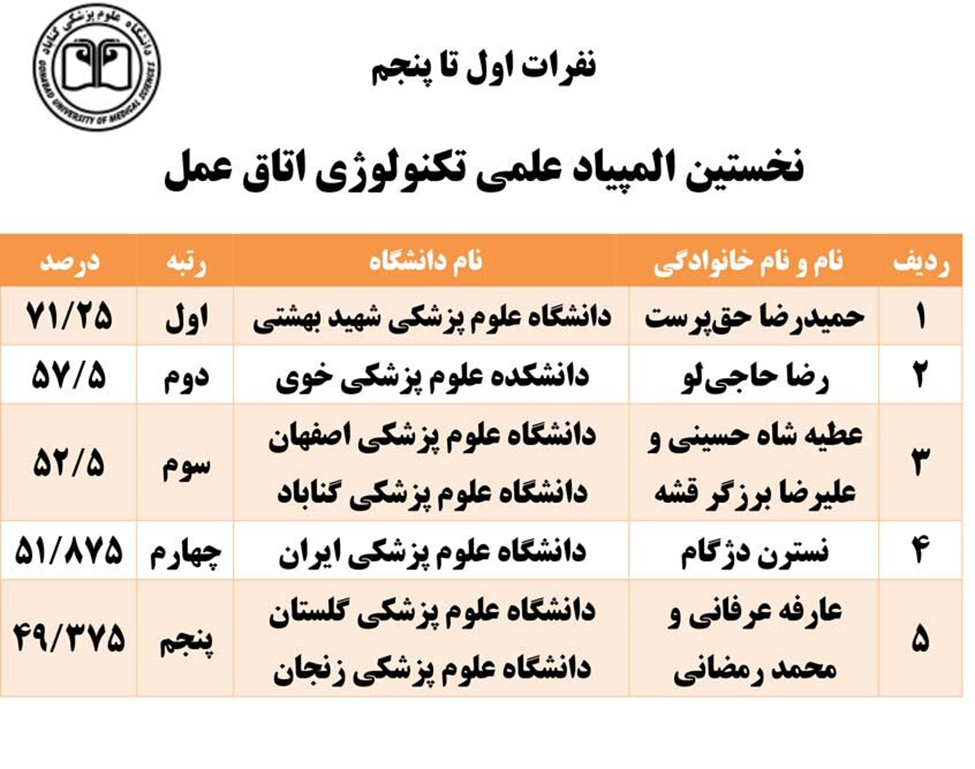 دانشگاه علوم پزشکی گناباد
GONABAD UNIVERSITY OF MEDICAL SCIENCES
نفرات اول تا پنجم
نخستین المپیاد علمی تکنولوژی اتاق عمل
ردیف نام و نام خانوادگی نام دانشگاه رتبه درصد
۱ حمیدرضا حق‌پرست دانشگاه علوم پزشکی شهید بهشتی اول ۷۱/۲۵
۲ رضا حاجی‌لو دانشکده علوم پزشکی خوی دوم ۵۷/۵
۳ عطیه شاه حسینی و دانشگاه علوم پزشکی اصفهان سوم ۵۲/۵
علیرضا برزگر قشه دانشگاه علوم پزشکی گناباد
۴ نسترن دژگام دانشگاه علوم پزشکی ایران چهارم ۵۱/۸۷۵
۵ عارفه عرفانی و دانشگاه علوم پزشکی گلستان پنجم ۴۹/۳۷۵
محمد رمضانی دانشگاه علوم پزشکی زنجان